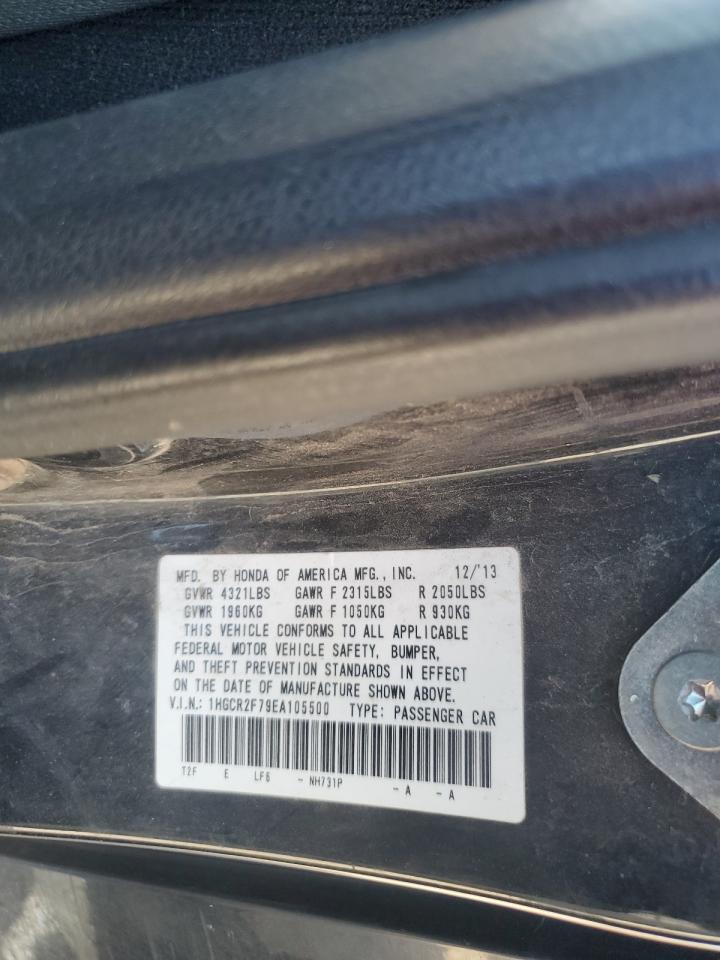 MFD. BY HONDA OF AMERICA MFG., INC. 12/'13
GVWR 4321LBS GAWR F 2315LBS R 2050LBS
GVWR 1960KG GAWR F 1050KG R 930KG
THIS VEHICLE CONFORMS TO ALL APPLICABLE
FEDERAL MOTOR VEHICLE SAFETY, BUMPER,
AND THEFT PREVENTION STANDARDS IN EFFECT
ON THE DATE OF MANUFACTURE SHOWN ABOVE.
V.I.N.: 1HGCR2F79EA105500 TYPE: PASSENGER CAR
T2F E LF6 - NH731P - A - A